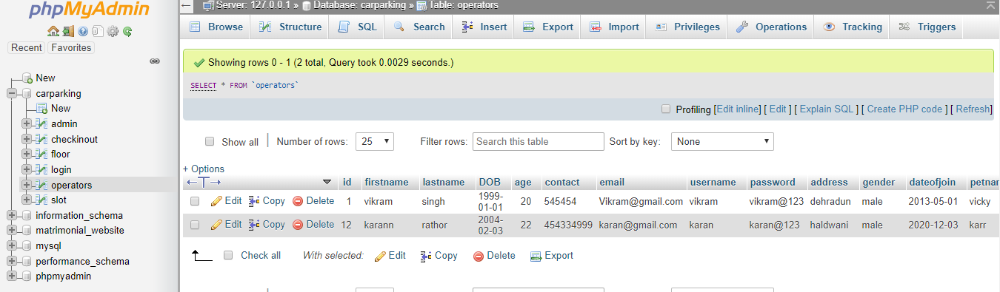 phpMyAdmin
Recent Favorites
New
carparking
New
admin
checkinout
floor
login
operators
slot
information_schema
matrimonial_website
mysql
performance_schema
phpmyadmin
Server: 127.0.0.1 » Database: carparking » Table: operators
Browse Structure SQL Search Insert Export Import Privileges Operations Tracking Triggers
Showing rows 0 - 1 (2 total, Query took 0.0029 seconds.)
SELECT * FROM `operators`
Profiling [Edit inline] [ Edit ] [ Explain SQL ] [ Create PHP code ] [ Refresh]
Show all | Number of rows: 25 Filter rows: Search this table Sort by key: None
+ Options
←T→ id firstname lastname DOB age contact email username password address gender dateofjoin petnam
Edit Copy Delete 1 vikram singh 1999-01-01 20 545454 Vikram@gmail.com vikram vikram@123 dehradun male 2013-05-01 vicky
Edit Copy Delete 12 karann rathor 2004-02-03 22 454334999 karan@gmail.com karan karan@123 haldwani male 2020-12-03 karr
Check all With selected: Edit Copy Delete Export